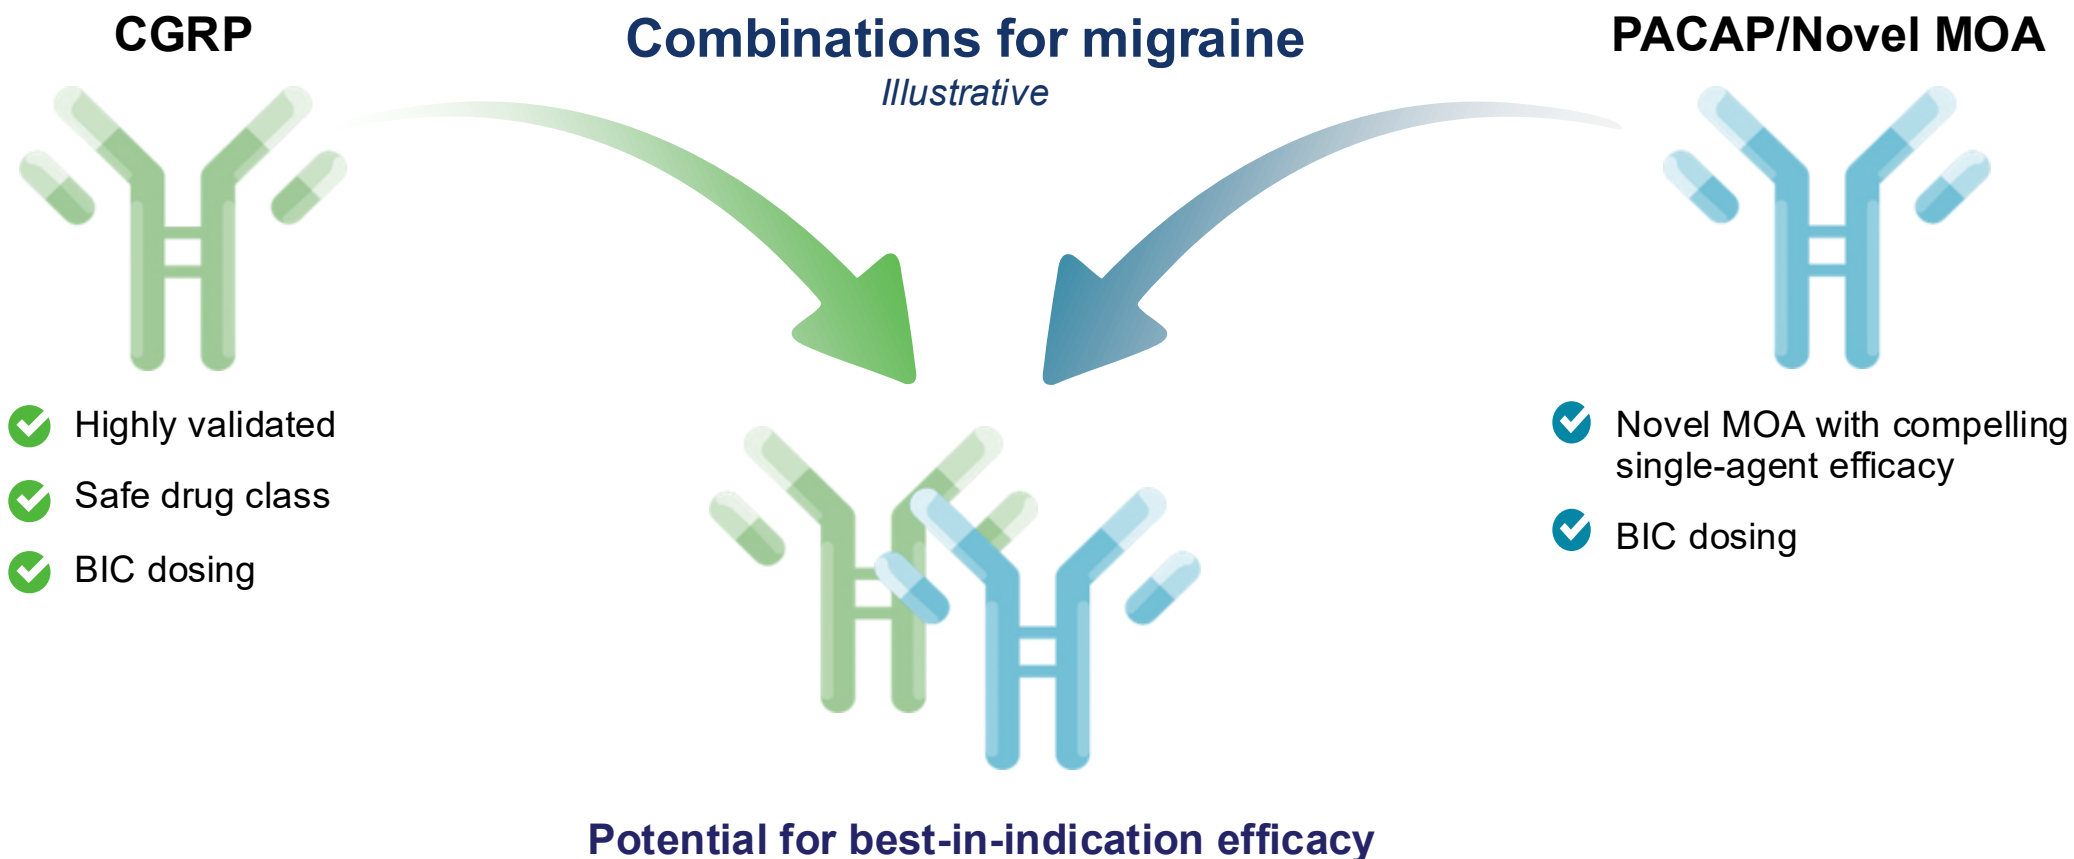 CGRP
Combinations for migraine
Illustrative
PACAP/Novel MOA
Highly validated
Safe drug class
BIC dosing
Novel MOA with compelling
single-agent efficacy
BIC dosing
Potential for best-in-indication efficacy